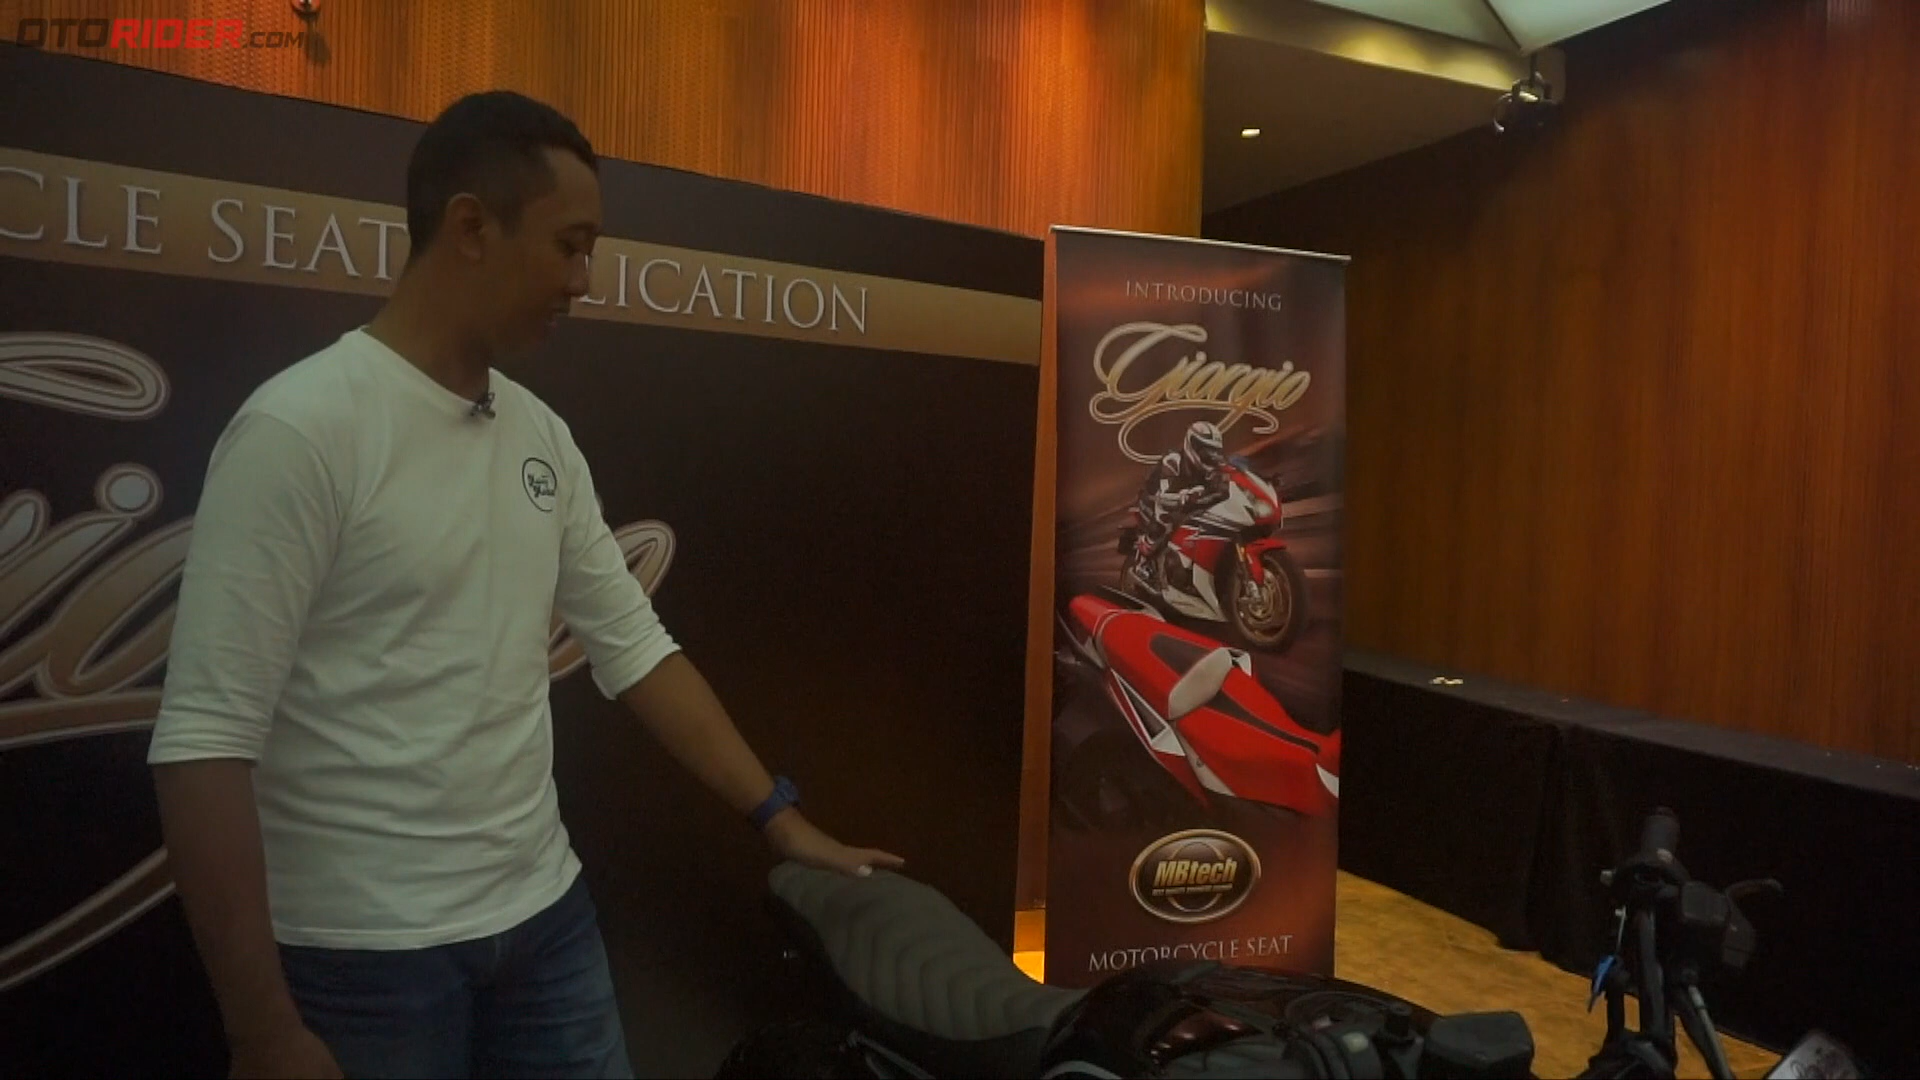 OTORIDER.COM
CLE SEAT LICATION
INTRODUCING
Giorgio
MBtech
MOTORCYCLE SEAT